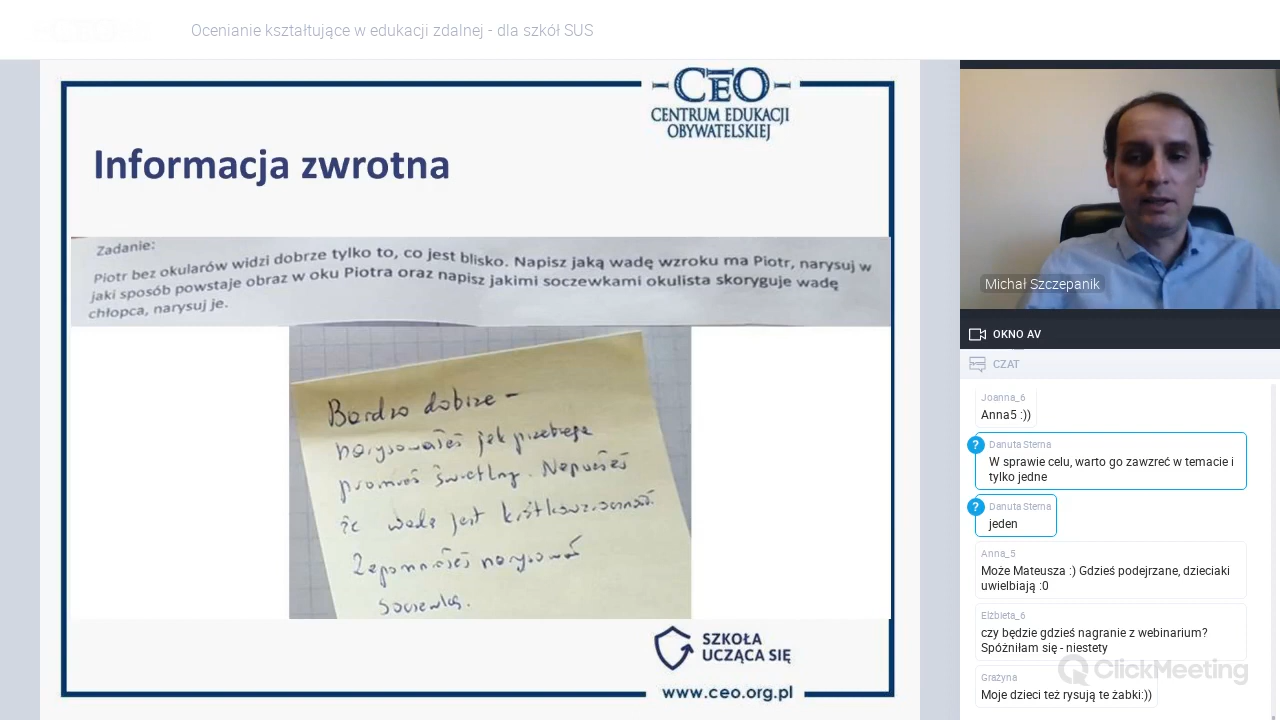 Ocenianie kształtujące w edukacji zdalnej - dla szkół SUS
CEO
CENTRUM EDUKACJI
OBYWATELSKIEJ
Informacja zwrotna
Zadanie:
Piotr bez okularów widzi dobrze tylko to, co jest blisko. Napisz jaką wadę wzroku ma Piotr, narysuj w
jaki sposób powstaje obraz w oku Piotra oraz napisz jakimi soczewkami okulista skoryguje wadę
chłopca, narysuj je.
Bardzo dobrze -
narysowałeś jak przebiega
promień świetlny. Napisałeś
że wada jest krótkowzroczność.
Zapomniałeś narysować
soczewkę.
SZKOŁA
UCZĄCA SIĘ
www.ceo.org.pl
Michał Szczepanik
OKNO AV
CZAT
Joanna_6
Anna5 :))
? Danuta Sterna
W sprawie celu, warto go zawrzeć w temacie i
tylko jedne
? Danuta Sterna
jeden
Anna_5
Może Mateusza :) Gdzieś podejrzane, dzieciaki
uwielbiają :0
Elżbieta_6
czy będzie gdzieś nagranie z webinarium?
Spóżniłam się - niestety
ClickMeeting
Grażyna
Moje dzieci też rysują te żabki:))